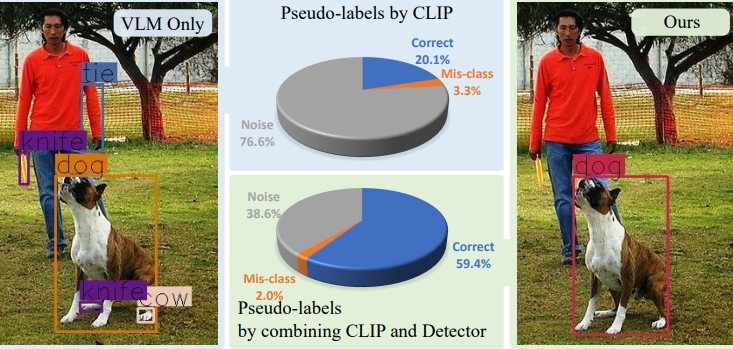 VLM Only
tie
knife
dog
knife
cow
Pseudo-labels by CLIP
Correct
20.1%
Mis-class
3.3%
Noise
76.6%
Noise
38.6%
Correct
59.4%
Mis-class
2.0%
Pseudo-labels
by combining CLIP and Detector
Ours
dog